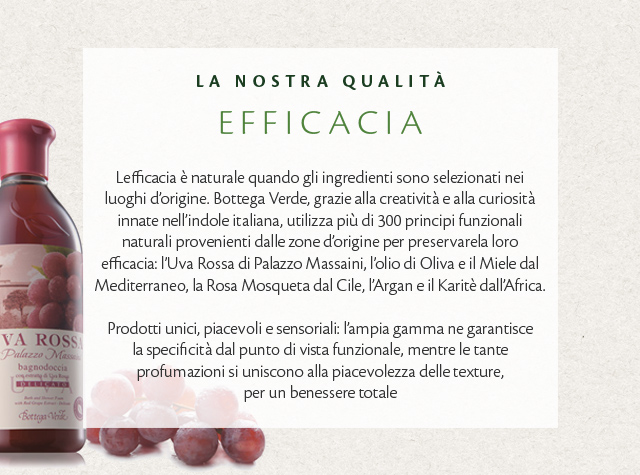 LA NOSTRA QUALITÀ
EFFICACIA
Lefficacia è naturale quando gli ingredienti sono selezionati nei
luoghi d'origine. Bottega Verde, grazie alla creatività e alla curiosità
innate nell'indole italiana, utilizza più di 300 principi funzionali
naturali provenienti dalle zone d'origine per preservarela loro
efficacia: l'Uva Rossa di Palazzo Massaini, l'olio di Oliva e il Miele dal
Mediterraneo, la Rosa Mosqueta dal Cile, l'Argan e il Karitè dall'Africa.
Prodotti unici, piacevoli e sensoriali: l'ampia gamma ne garantisce
la specificità dal punto di vista funzionale, mentre le tante
profumazioni si uniscono alla piacevolezza delle texture,
per un benessere totale
VA ROSSA
Palazzo Massaini
bagnodoccia
DELICATO
Bottega Verde